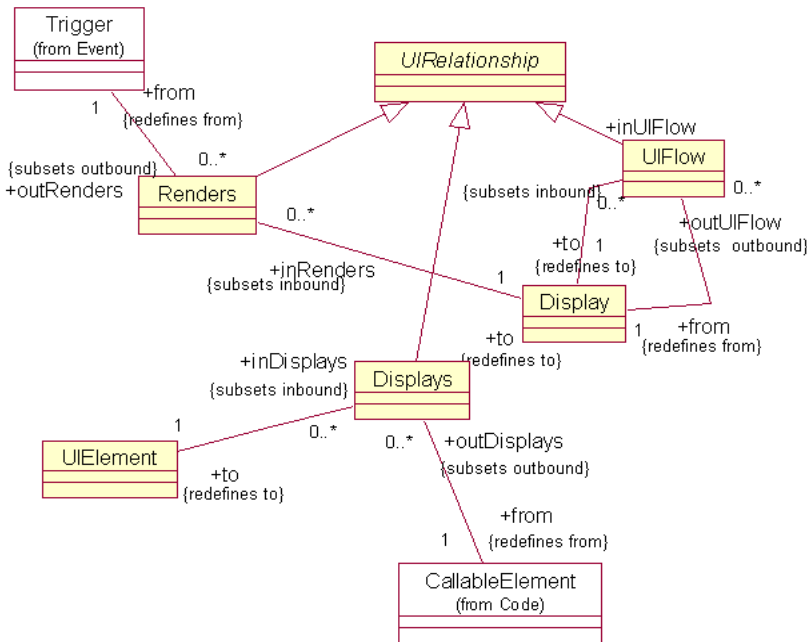 Trigger
(from Event)
UIRelationship
+from
1
{redefines from}
+inUIFlow
UIFlow
{subsets outbound}
0..*
+outRenders
Renders
{subsets inbound}
0..*
0..*
0..*
+outUIFlow
+to
1
{subsets outbound}
{redefines to}
+inRenders
{subsets inbound}
1
Display
+to
1
+from
{redefines to}
{redefines from}
+inDisplays
{subsets inbound}
Displays
1
0..*
0..*
+outDisplays
UIElement
{subsets outbound}
+to
{redefines to}
+from
1
{redefines from}
CallableElement
(from Code)